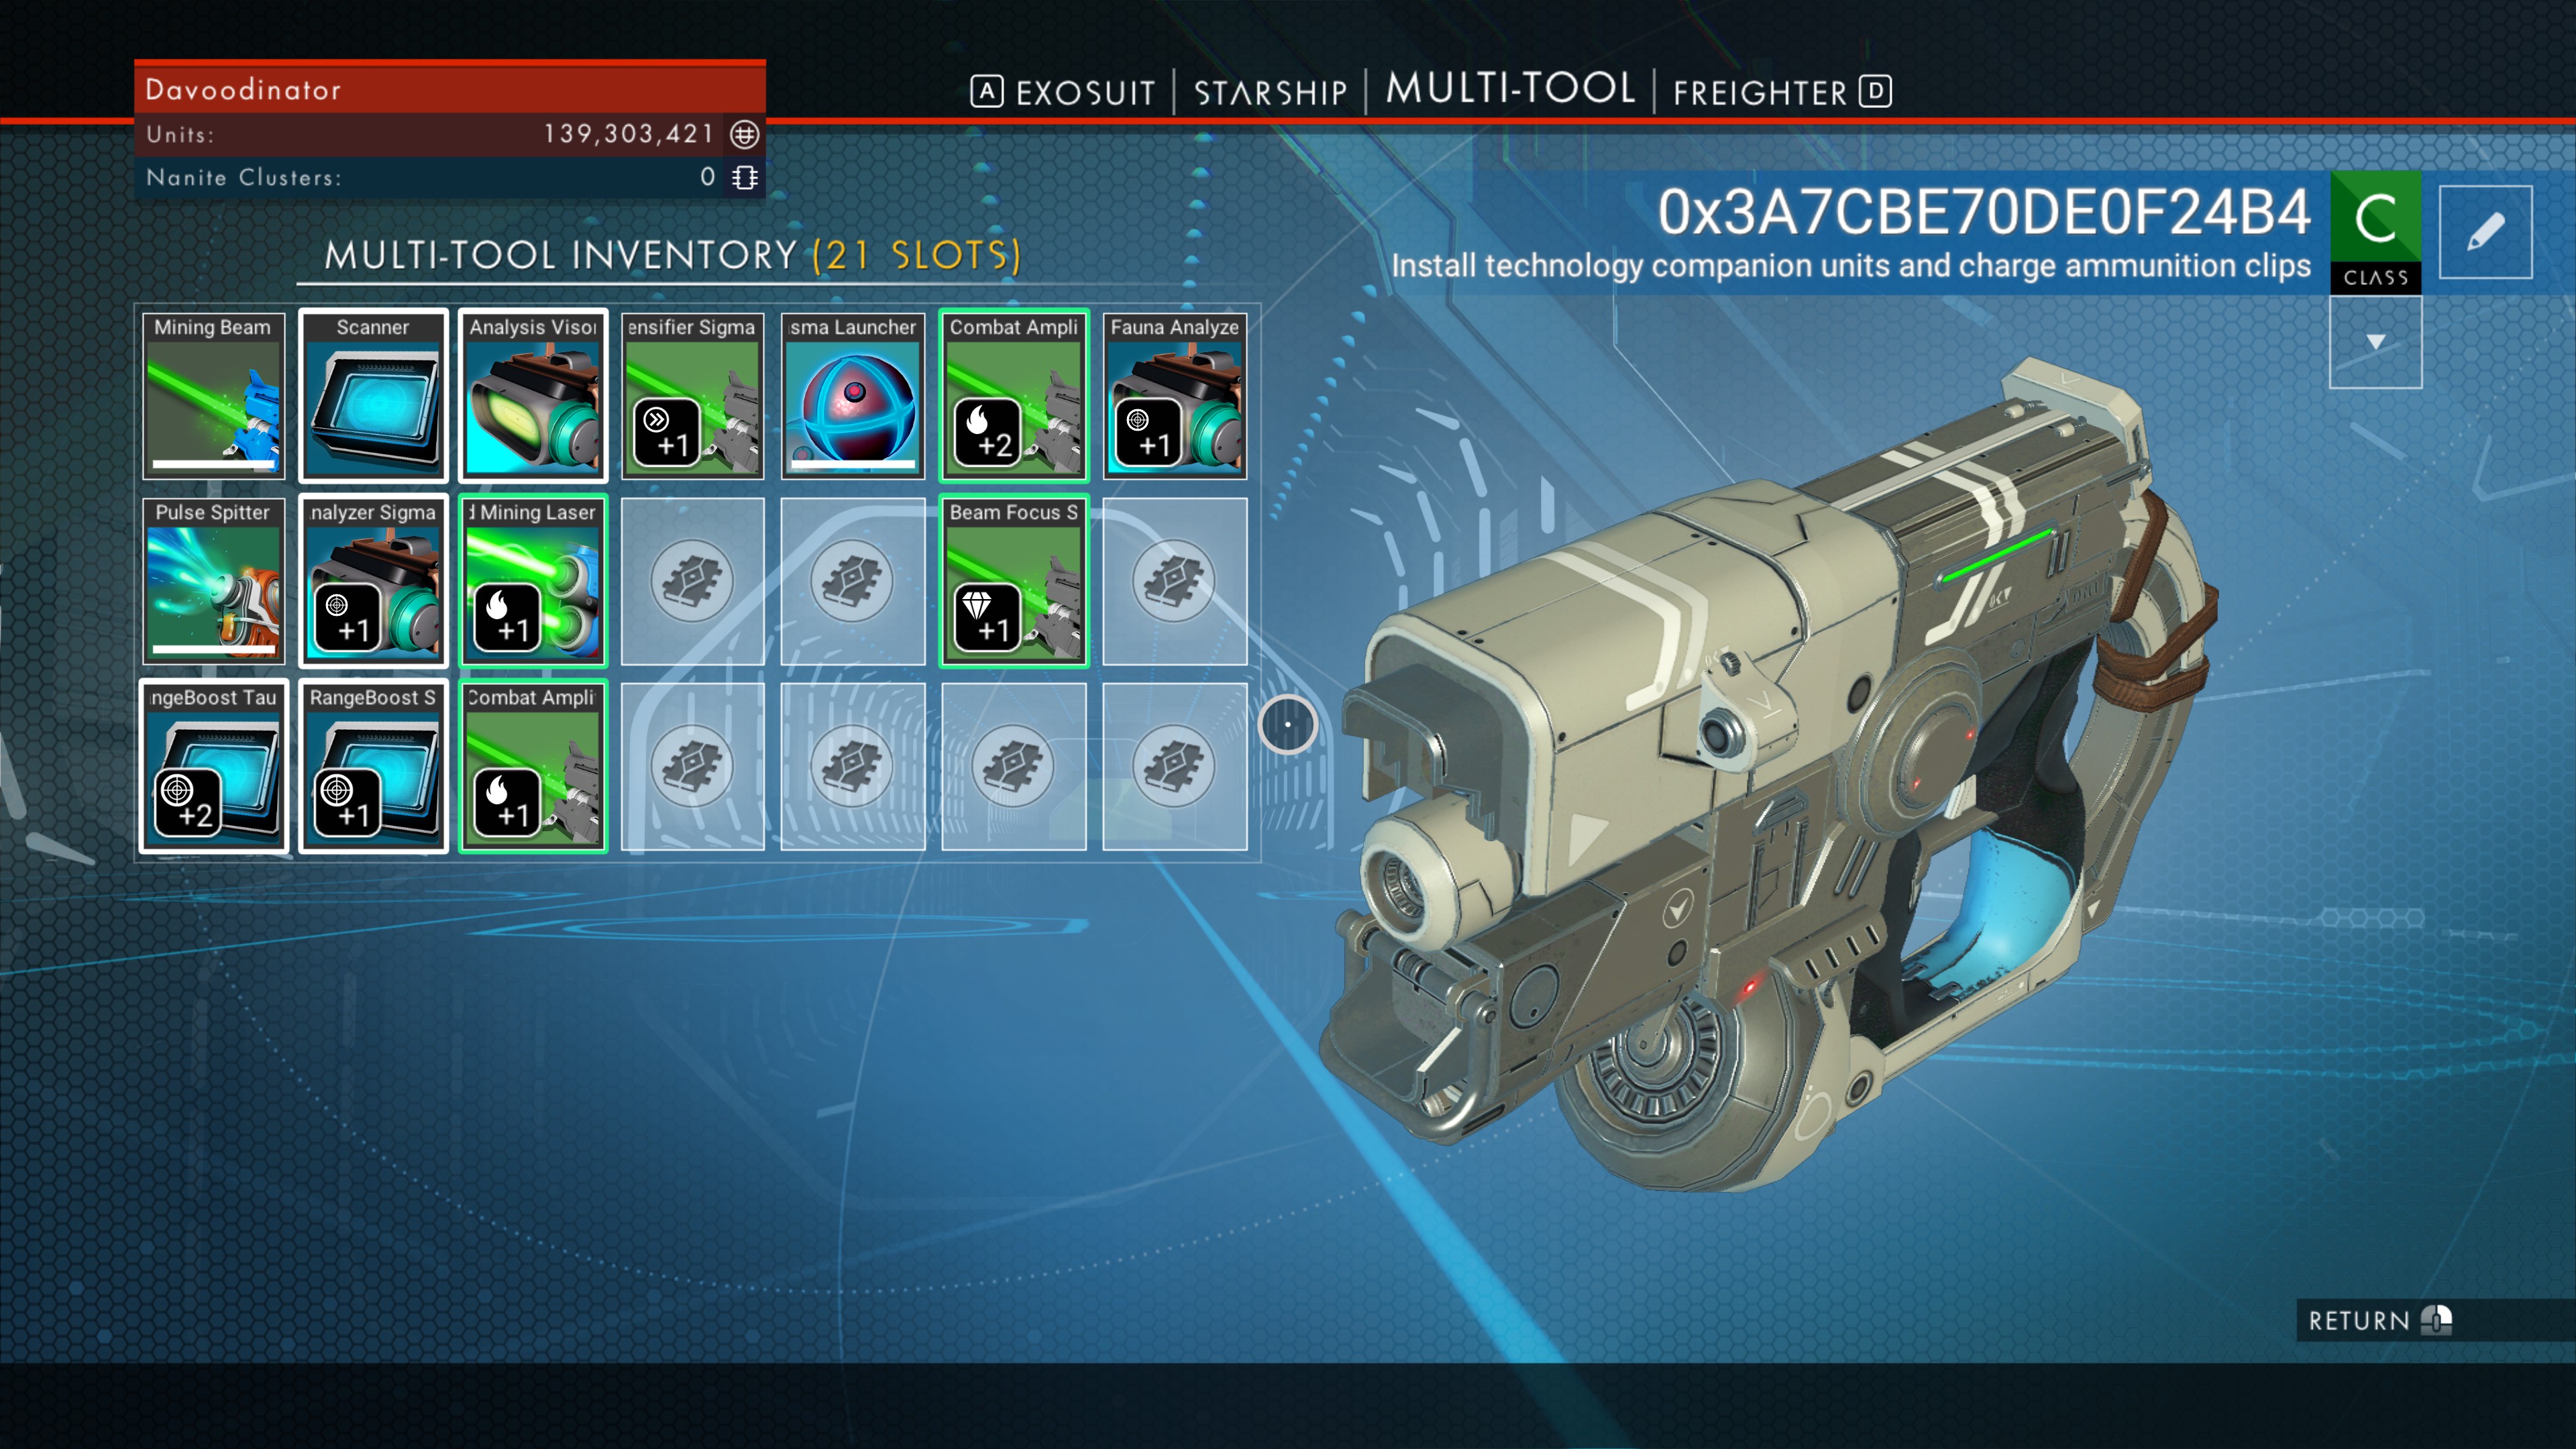 Davoodinator
Units: 139,303,421
Nanite Clusters: 0
A EXOSUIT STARSHIP MULTI-TOOL FREIGHTER D
0x3A7CBE70DE0F24B4
Install technology companion units and charge ammunition clips
C
CLASS
MULTI-TOOL INVENTORY (21 SLOTS)
Mining Beam Scanner Analysis Visor ensifier Sigma sma Launcher Combat Ampli Fauna Analyze
+1 +2 +1
Pulse Spitter nalyzer Sigma d Mining Laser Beam Focus S
+1 +1 +1
ngeBoost Tau RangeBoost S Combat Ampli
+2 +1 +1
RETURN